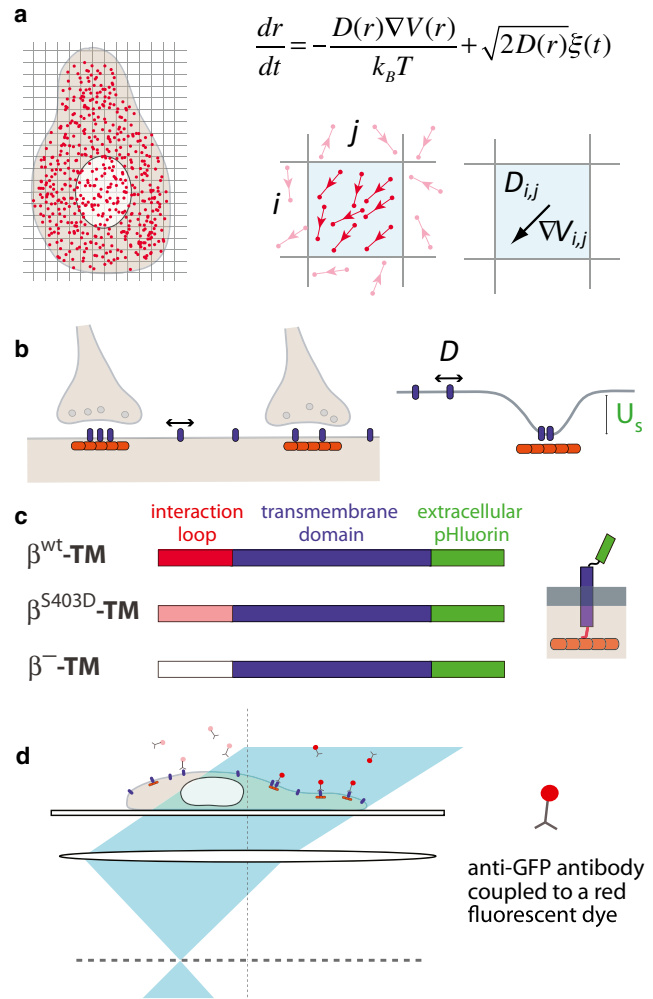 a
dr/dt = - D(r)∇V(r)/k_BT + √2D(r)ξ(t)
j
i
D_i,j
∇V_i,j
b
D
U_s
c
interaction loop
transmembrane domain
extracellular pHluorin
β^wt-TM
β^S403D-TM
β^—-TM
d
anti-GFP antibody
coupled to a red
fluorescent dye